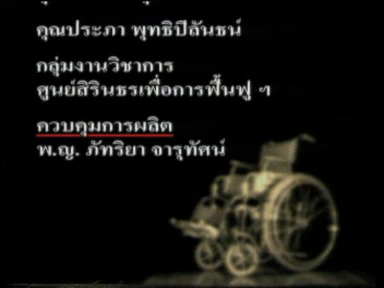 คุณประภา พุทธิปิลันธน์
กลุ่มงานวิชาการ
ศูนย์สิรินธรเพื่อการฟื้นฟู ฯ
ควบคุมการผลิต
พ.ญ. ภัทริยา จารุทัศน์